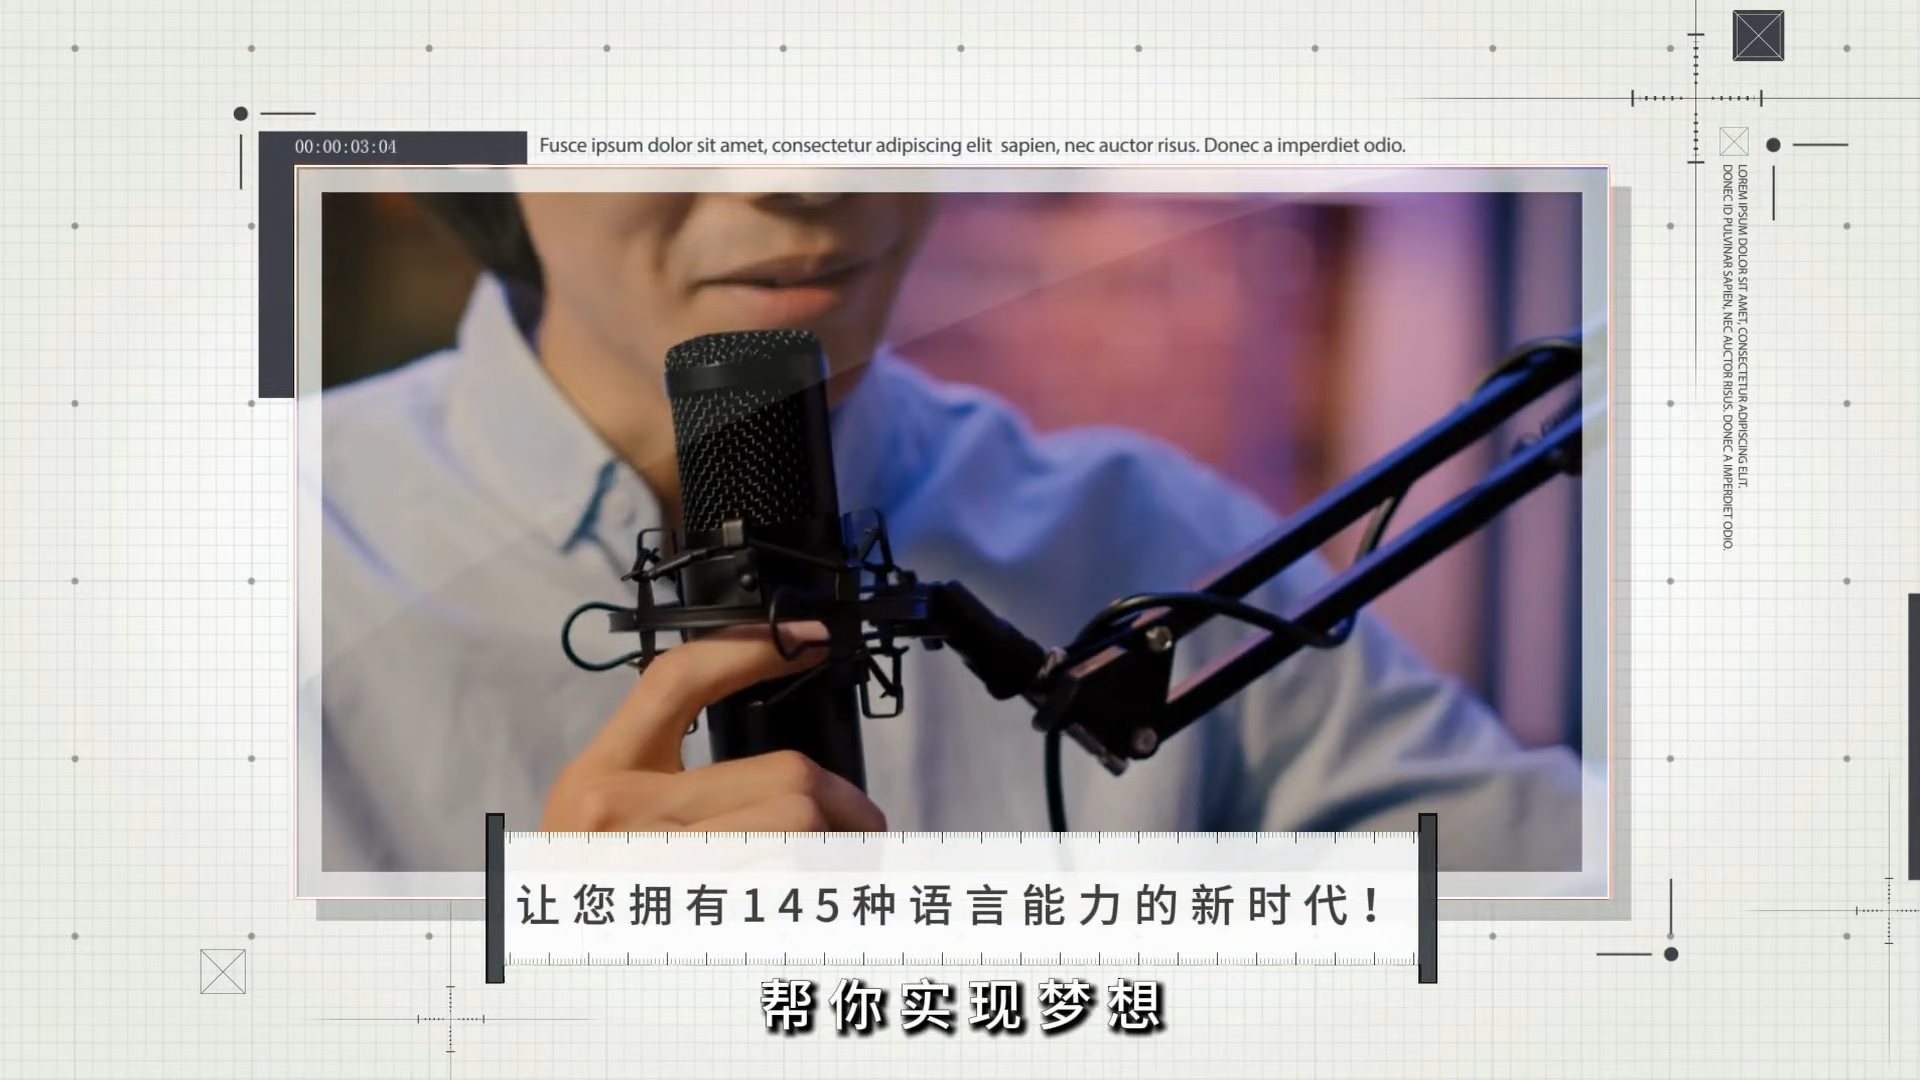 00:00:03:04
Fusce ipsum dolor sit amet, consectetur adipiscing elit sapien, nec auctor risus. Donec a imperdiet odio.
LOREM IPSUM DOLOR SIT AMET, CONSECTETUR ADIPISCING ELIT.
DONEC ID PULVINAR SAPIEN, NEC AUCTOR RISUS. DONEC A IMPERDIET ODIO.
让您拥有145种语言能力的新时代!
帮你实现梦想